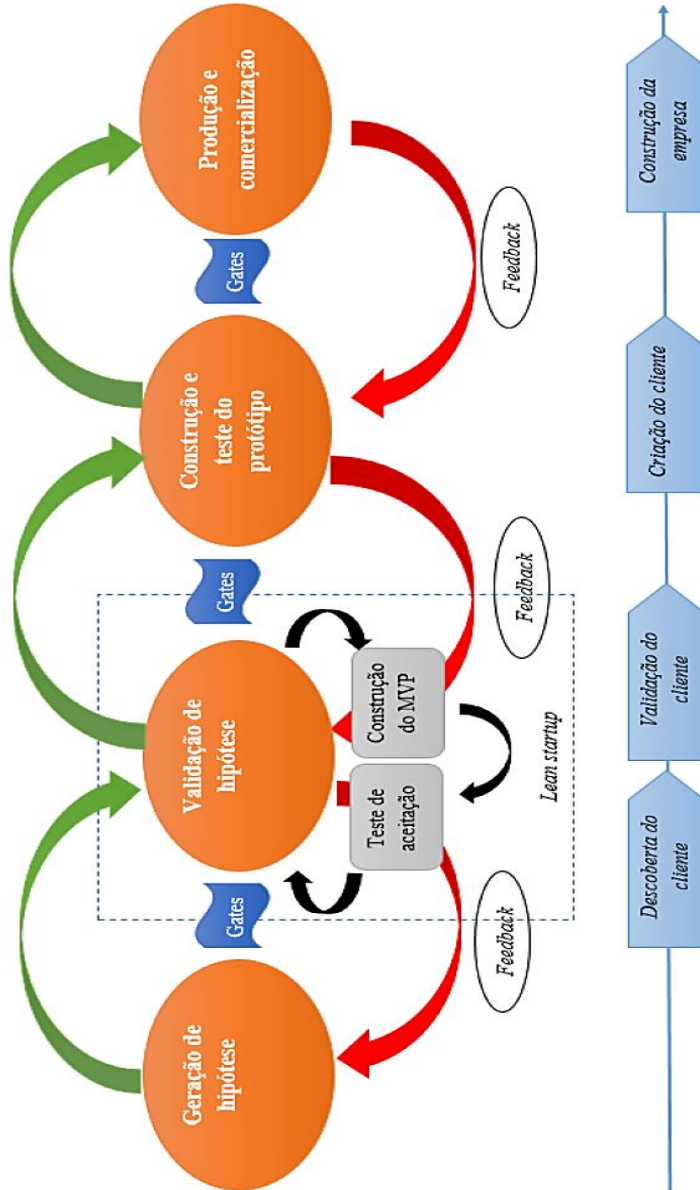 Geração de
hipótese
Gates
Validação de
hipótese
Gates
Construção e
teste do
protótipo
Gates
Produção e
comercialização
Teste de
aceitação
Construção
do MVP
Feedback
Feedback
Feedback
Lean startup
Descoberta do
cliente
Validação do
cliente
Criação do cliente
Construção da
empresa